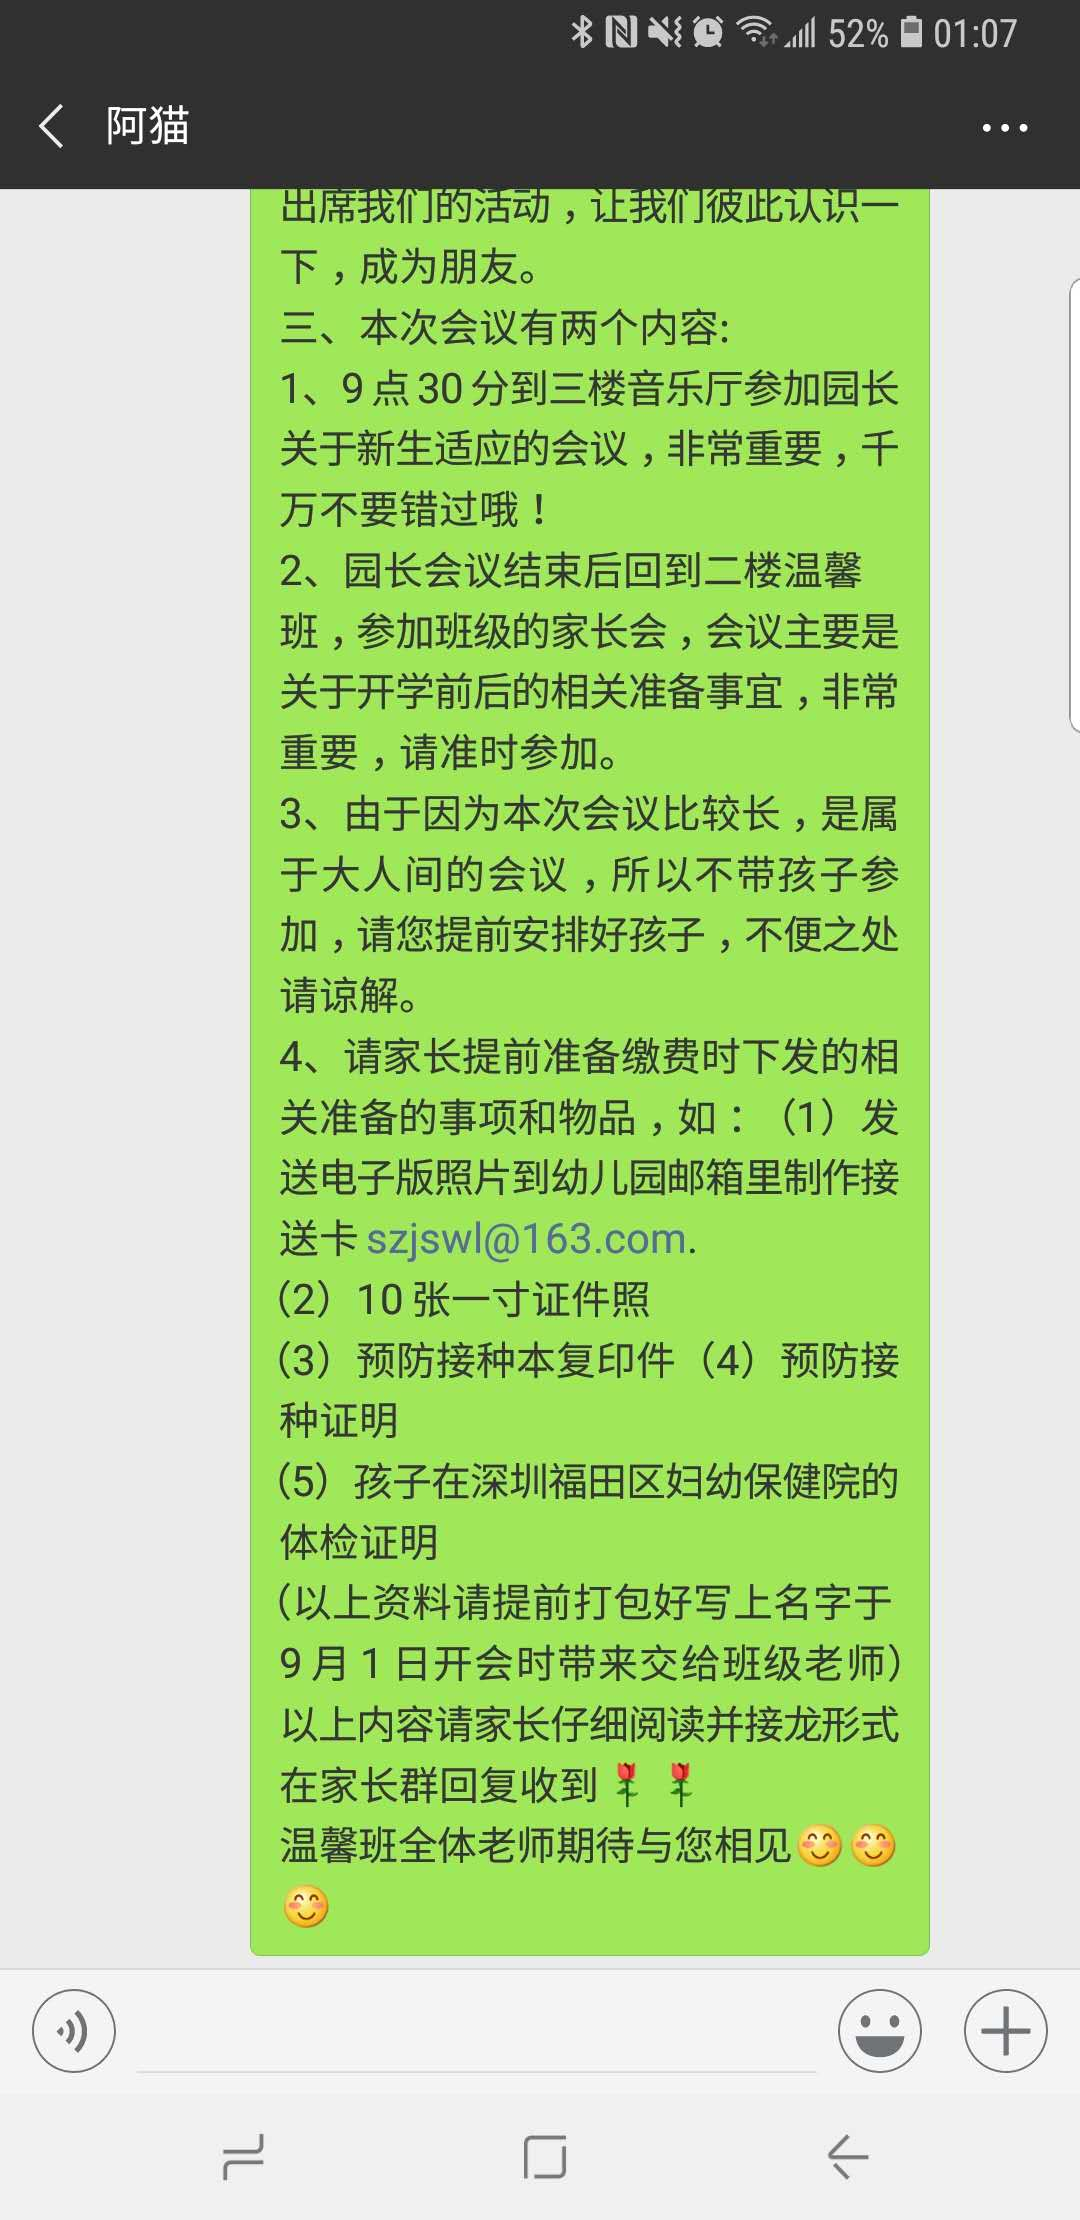 52% 01:07
阿猫
出席我们的活动，让我们彼此认识一
下，成为朋友。
三、本次会议有两个内容:
1、9点30分到三楼音乐厅参加园长
关于新生适应的会议，非常重要，千
万不要错过哦！
2、园长会议结束后回到二楼温馨
班，参加班级的家长会，会议主要是
关于开学前后的相关准备事宜，非常
重要，请准时参加。
3、由于因为本次会议比较长，是属
于大人间的会议，所以不带孩子参
加，请您提前安排好孩子，不便之处
请谅解。
4、请家长提前准备缴费时下发的相
关准备的事项和物品，如：（1）发
送电子版照片到幼儿园邮箱里制作接
送卡szjswl@163.com.
（2）10张一寸证件照
（3）预防接种本复印件（4）预防接
种证明
（5）孩子在深圳福田区妇幼保健院的
体检证明
（以上资料请提前打包好写上名字于
9月1日开会时带来交给班级老师）
以上内容请家长仔细阅读并接龙形式
在家长群回复收到🌹 🌹
温馨班全体老师期待与您相见😊😊
😊